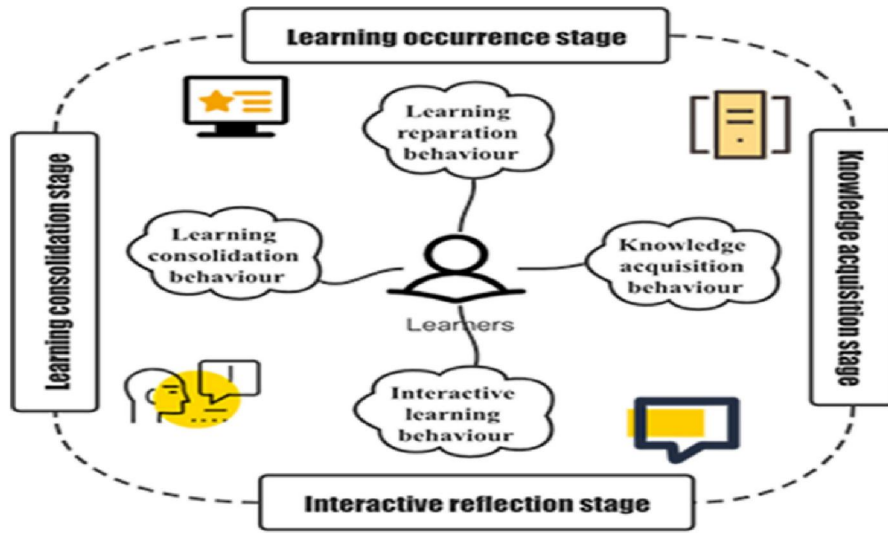 Learning occurrence stage
Learning
reparation
behaviour
Learning consolidation stage
Learning
consolidation
behaviour
Knowledge
acquisition
behaviour
Knowledge acquisition stage
Learners
Interactive
learning
behaviour
Interactive reflection stage